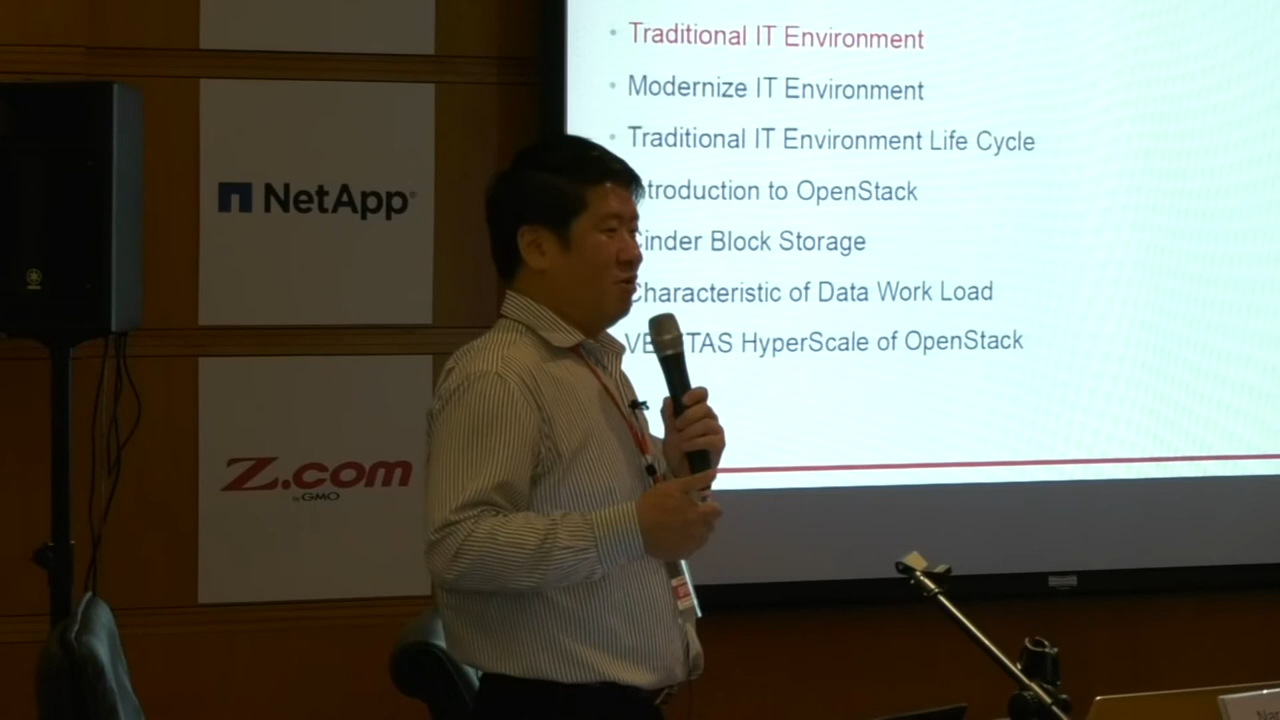 Traditional IT Environment
Modernize IT Environment
Traditional IT Environment Life Cycle
ntroduction to OpenStack
Cinder Block Storage
Characteristic of Data Work Load
VE TAS HyperScale of OpenStack
NetApp
Z.com
by GMO